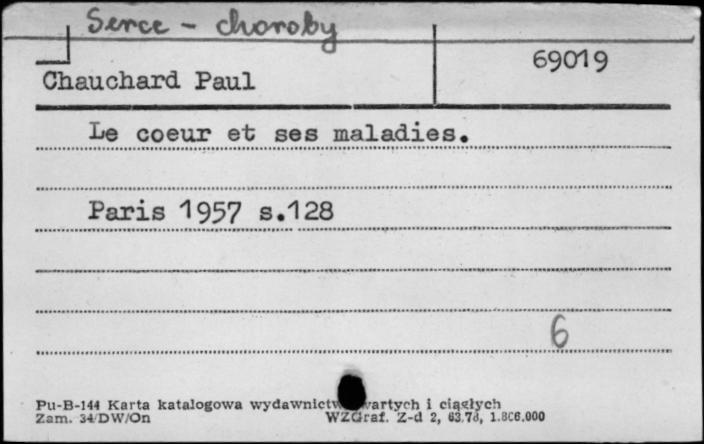 Serce - choroby
69019
Chauchard Paul
Le coeur et ses maladies.
Paris 1957 s.128
6
Pu-B-144 Karta katalogowa wydawnictw zwartych i ciągłych
Zam. 34/DW/On WZGraf. Z-d 2, 63.78, 1.806.000